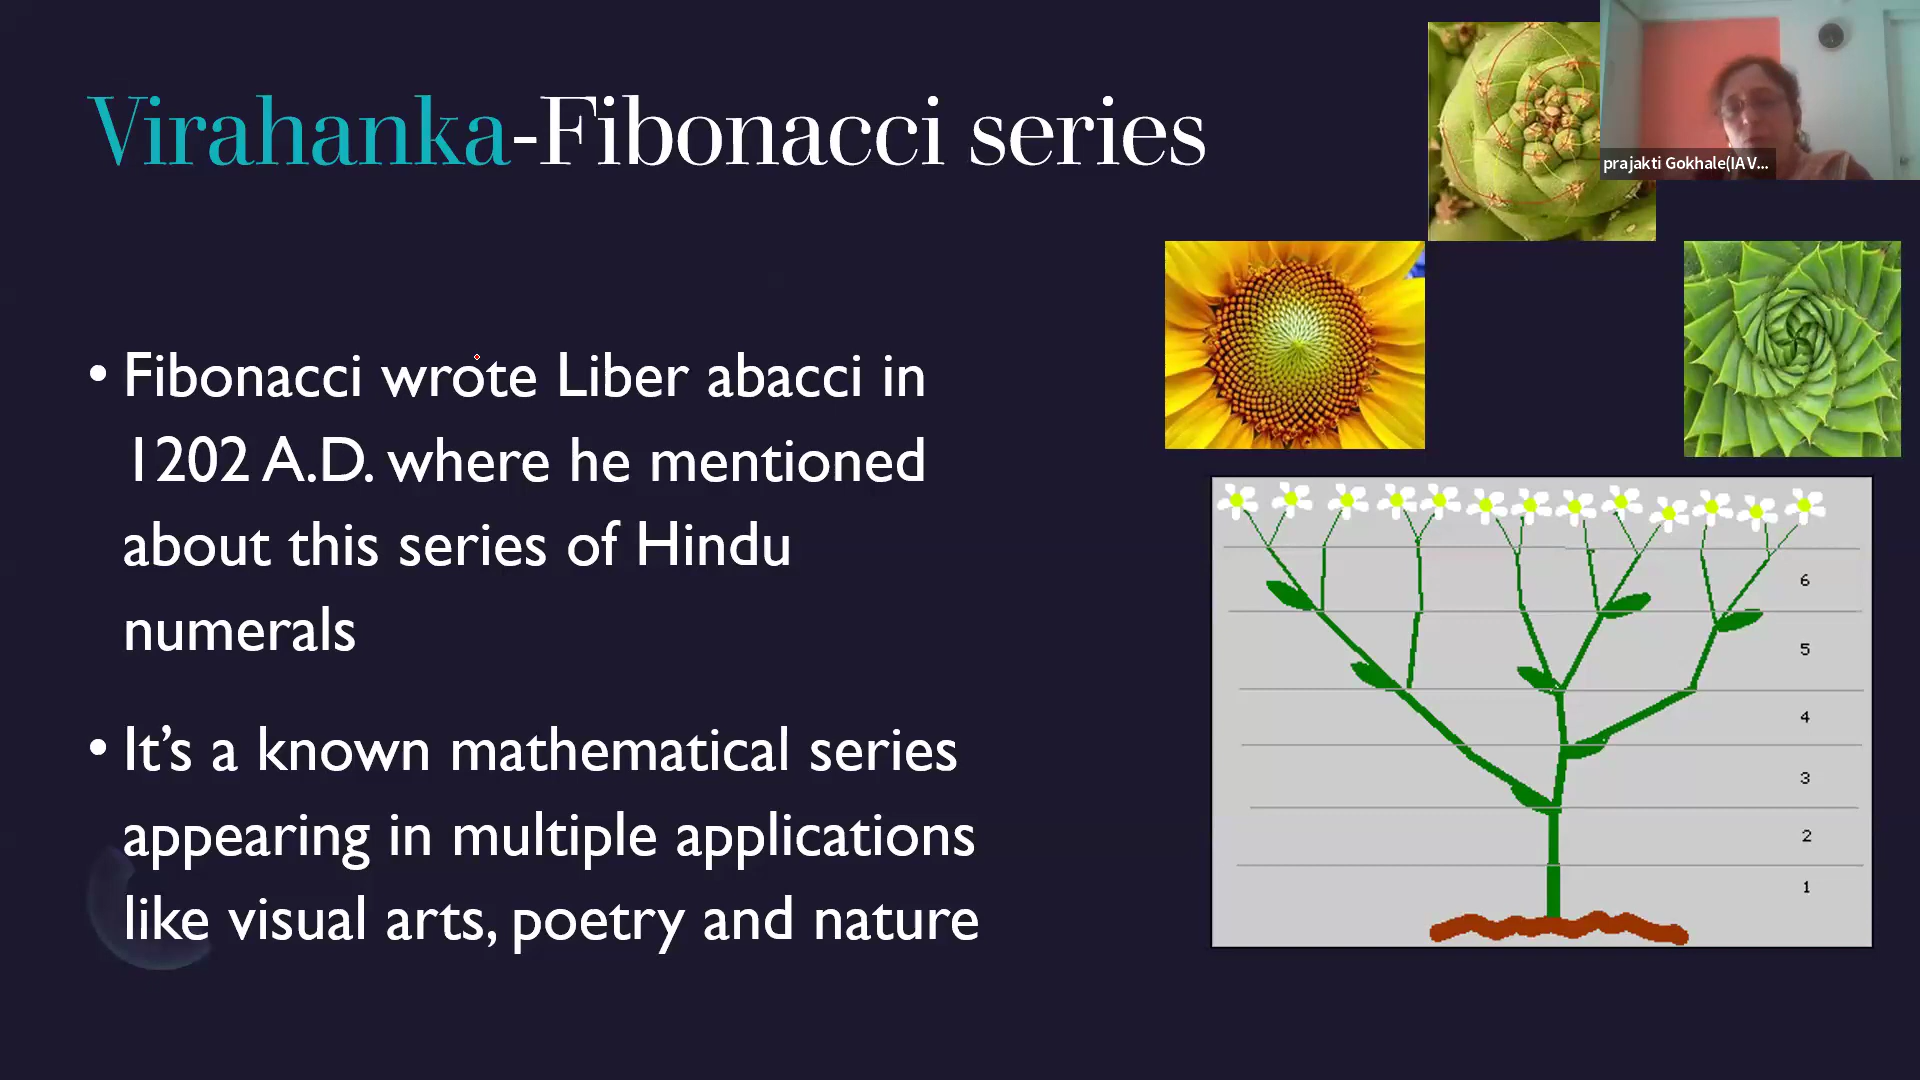 Virahanka-Fibonacci series
prajakti Gokhale(IAV...
• Fibonacci wrote Liber abacci in
1202 A.D. where he mentioned
about this series of Hindu
numerals
• It’s a known mathematical series
appearing in multiple applications
like visual arts, poetry and nature
6
5
4
3
2
1